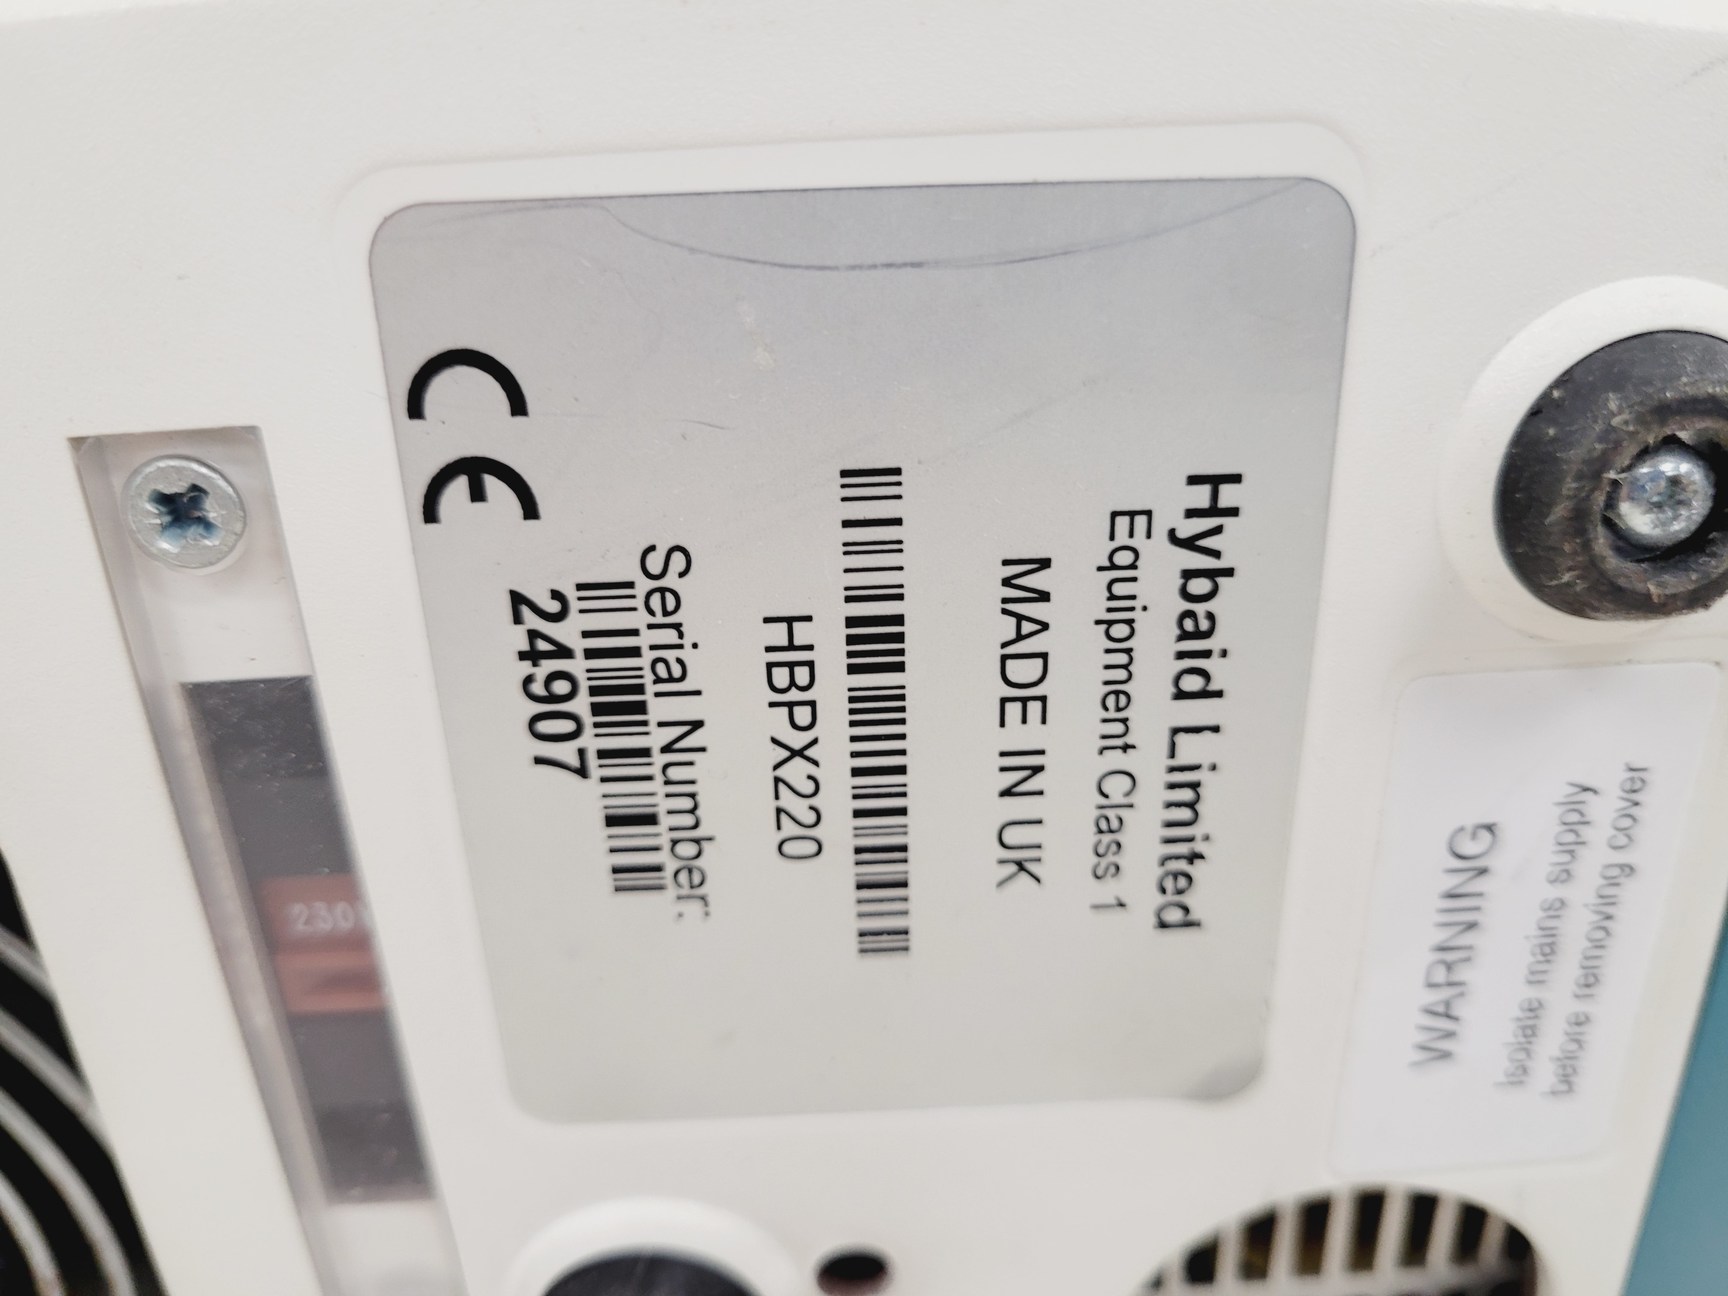 Hybaid Limited
Equipment Class 1
MADE IN UK
HBPX220
Serial Number:
24907
CE
WARNING
Isolate mains supply
before removing cover
230